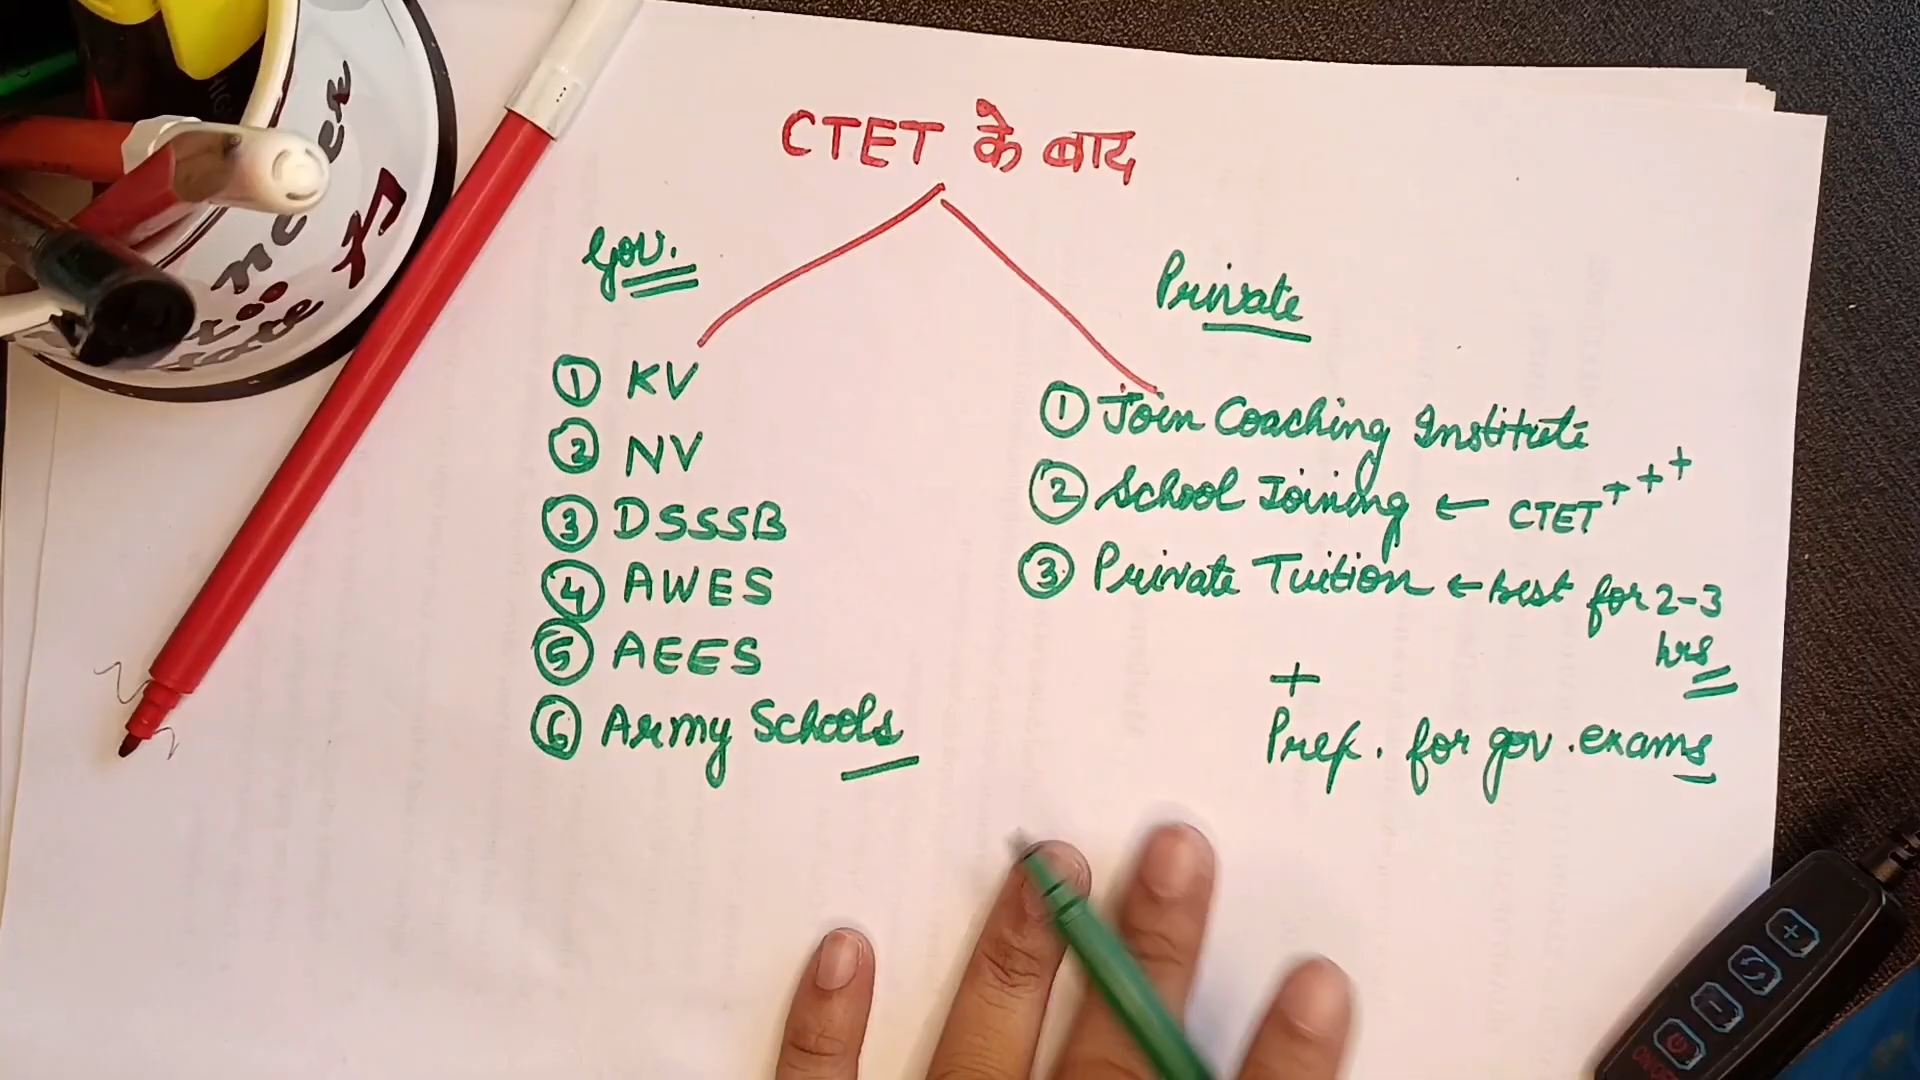 CTET के बाद
Gov.
① KV
② NV
③ DSSSB
④ AWES
⑤ AEES
⑥ Army Schools
Private
① Join Coaching Institute
② School Joining ← CTET+++
③ Private Tuition ← best for 2-3
hrs
+
Prep. for gov. exams